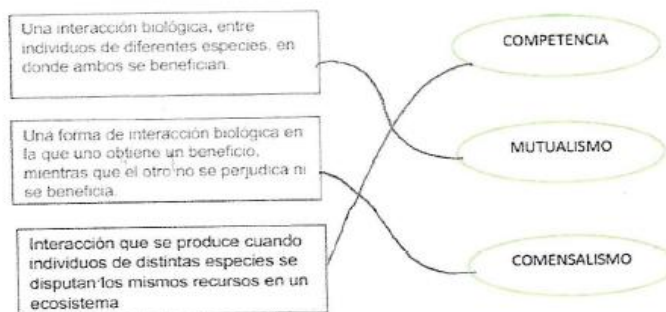 Una interacción biológica, entre
individuos de diferentes especies, en
donde ambos se benefician.
Una forma de interacción biológica en
la que uno obtiene un beneficio,
mientras que el otro no se perjudica ni
se beneficia.
Interacción que se produce cuando
individuos de distintas especies se
disputan los mismos recursos en un
ecosistema
COMPETENCIA
MUTUALISMO
COMENSALISMO